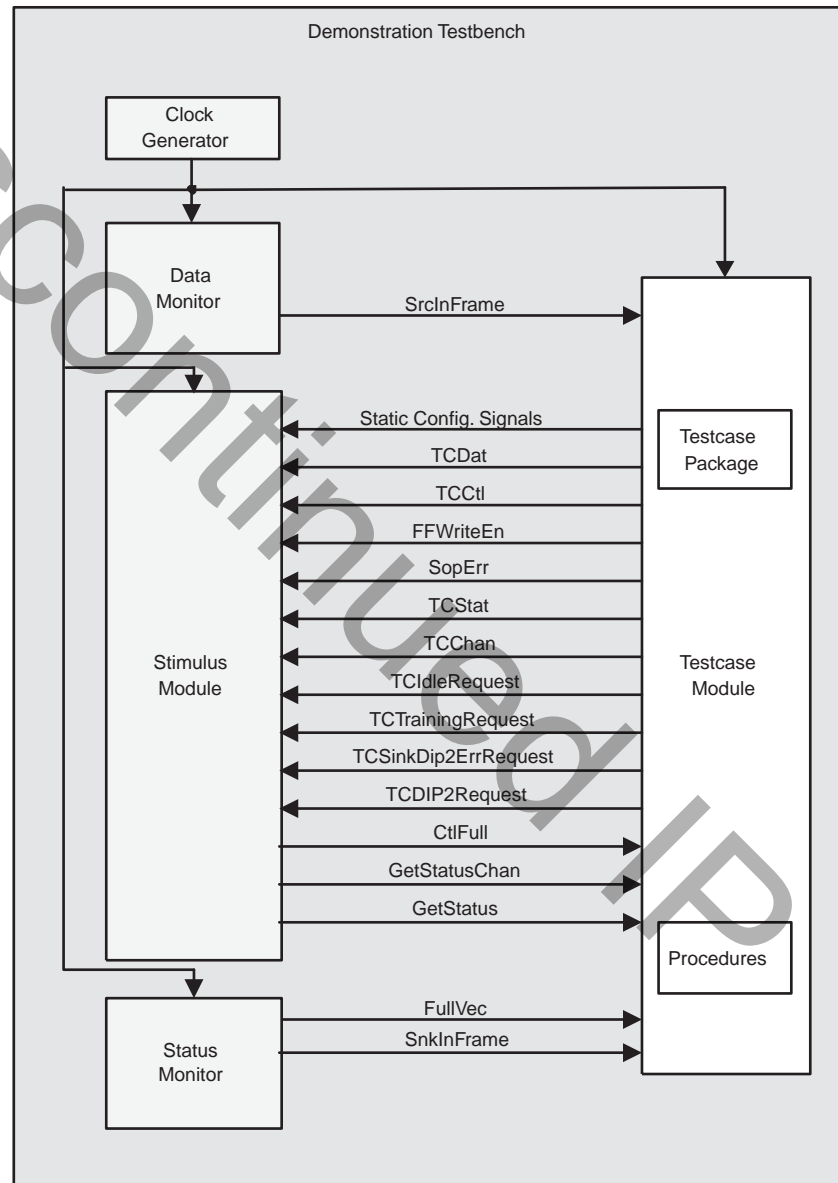 Demonstration Testbench
Clock
Generator
Data
Monitor
SrcInFrame
Static Config. Signals
TCDat
TCCtl
FFWriteEn
SopErr
TCStat
TCChan
TCIdleRequest
TCTrainingRequest
TCSinkDip2ErrRequest
TCDIP2Request
CtlFull
GetStatusChan
GetStatus
Stimulus
Module
Testcase
Package
Testcase
Module
Procedures
FullVec
SnkInFrame
Status
Monitor
continued IP